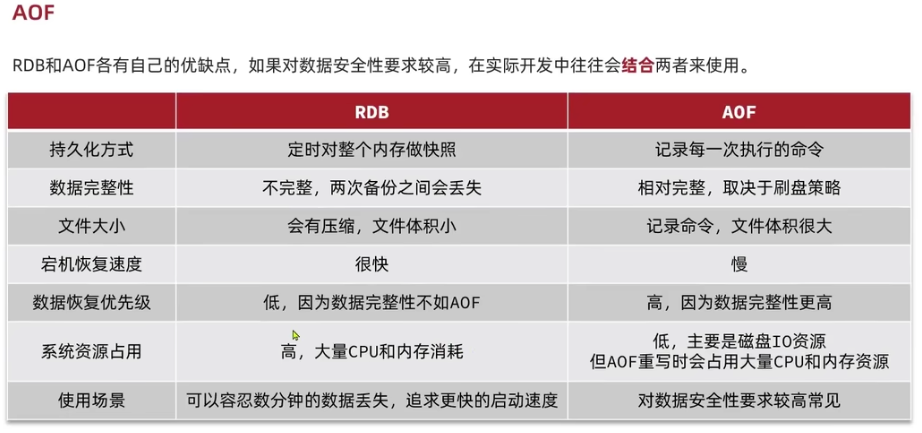 AOF
RDB和AOF各有自己的优缺点，如果对数据安全性要求较高，在实际开发中往往会结合两者来使用。
RDB AOF
持久化方式 定时对整个内存做快照 记录每一次执行的命令
数据完整性 不完整，两次备份之间会丢失 相对完整，取决于刷盘策略
文件大小 会有压缩，文件体积小 记录命令，文件体积很大
宕机恢复速度 很快 慢
数据恢复优先级 低，因为数据完整性不如AOF 高，因为数据完整性更高
系统资源占用 高，大量CPU和内存消耗 低，主要是磁盘IO资源
但AOF重写时会占用大量CPU和内存资源
使用场景 可以容忍数分钟的数据丢失，追求更快的启动速度 对数据安全性要求较高常见